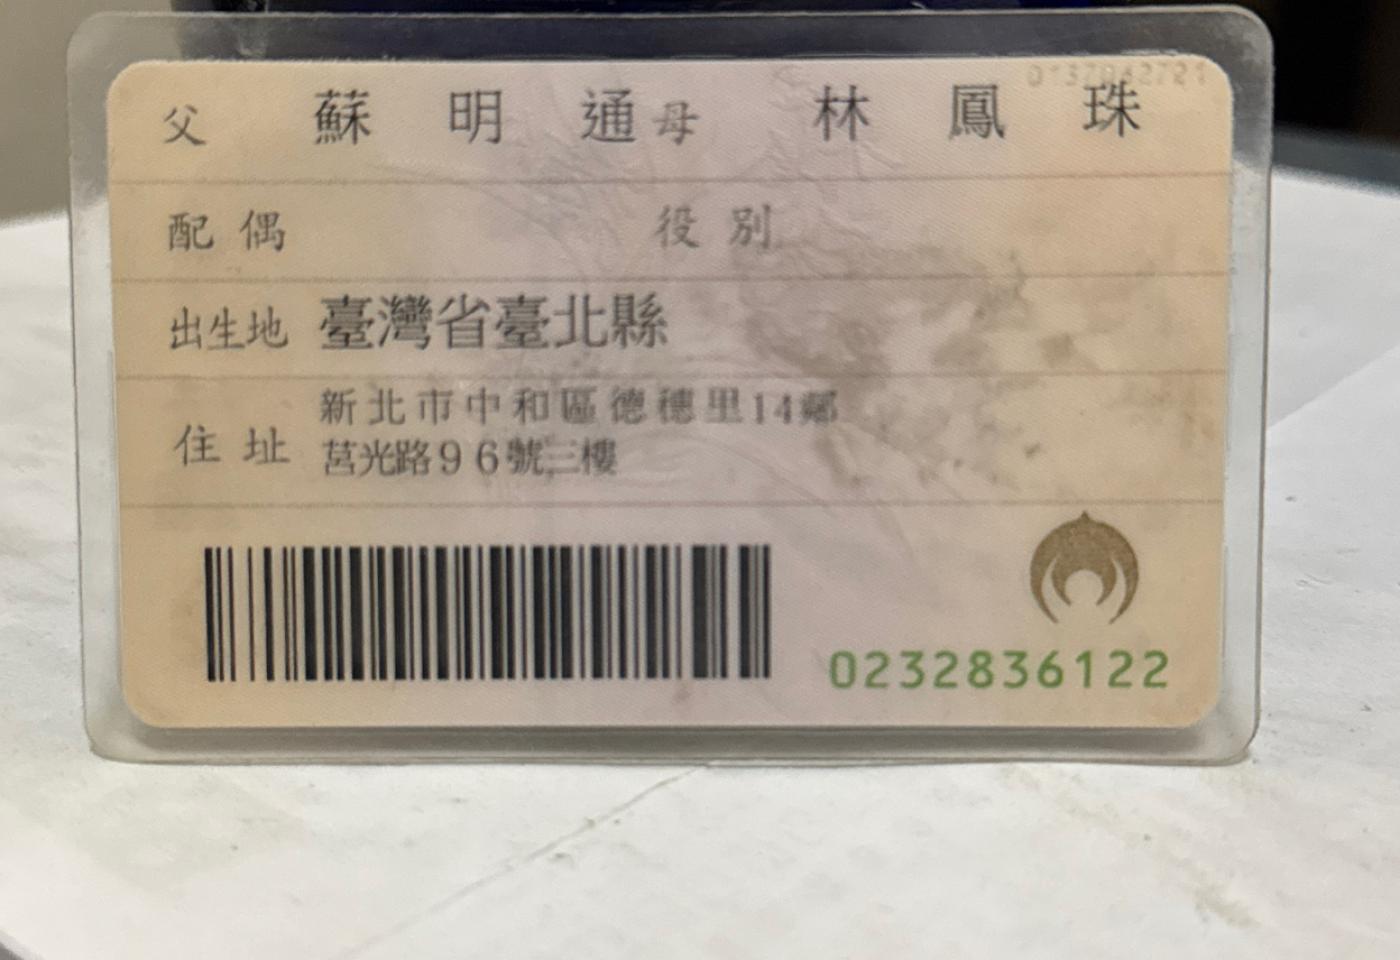 0137042721
父 蘇明通 母 林鳳珠
配偶 役別
出生地 臺灣省臺北縣
住址 新北市中和區德穗里14鄰
莒光路96號三樓
0232836122